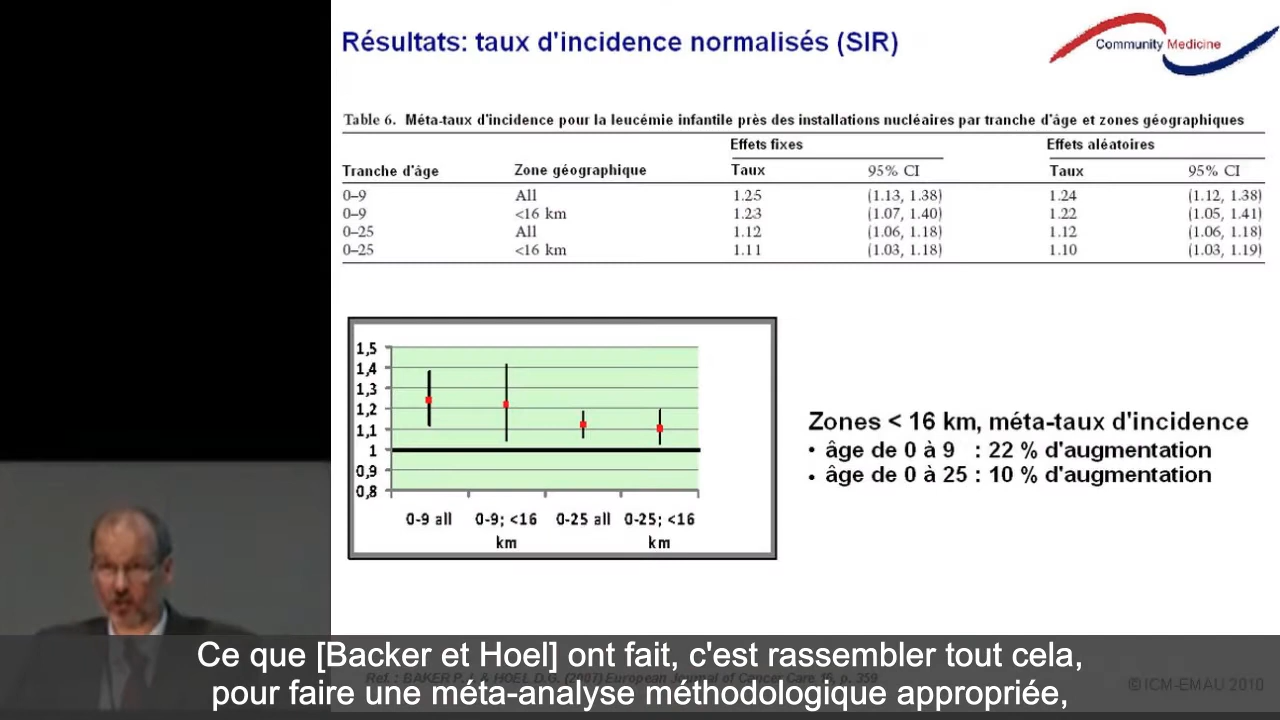 Résultats: taux d'incidence normalisés (SIR)
Community Medicine
Table 6. Méta-taux d'incidence pour la leucémie infantile près des installations nucléaires par tranche d'âge et zones géographiques
Effets fixes Effets aléatoires
Tranche d'âge Zone géographique Taux 95% CI Taux 95% CI
0–9 All 1.25 (1.13, 1.38) 1.24 (1.12, 1.38)
0–9 <16 km 1.23 (1.07, 1.40) 1.22 (1.05, 1.41)
0–25 All 1.12 (1.06, 1.18) 1.12 (1.06, 1.18)
0–25 <16 km 1.11 (1.03, 1.18) 1.10 (1.03, 1.19)
1,5
1,4
1,3
1,2
1,1
1
0,9
0,8
0-9 all 0-9; <16 km 0-25 all 0-25; <16 km
Zones < 16 km, méta-taux d'incidence
• âge de 0 à 9 : 22 % d'augmentation
• âge de 0 à 25 : 10 % d'augmentation
Ce que [Backer et Hoel] ont fait, c'est rassembler tout cela,
Ref. : BAKER P.J. & HOEL D.G. (2007) European Journal of Cancer Care 16, p. 359
©ICM-EMAU 2010
pour faire une méta-analyse méthodologique appropriée,